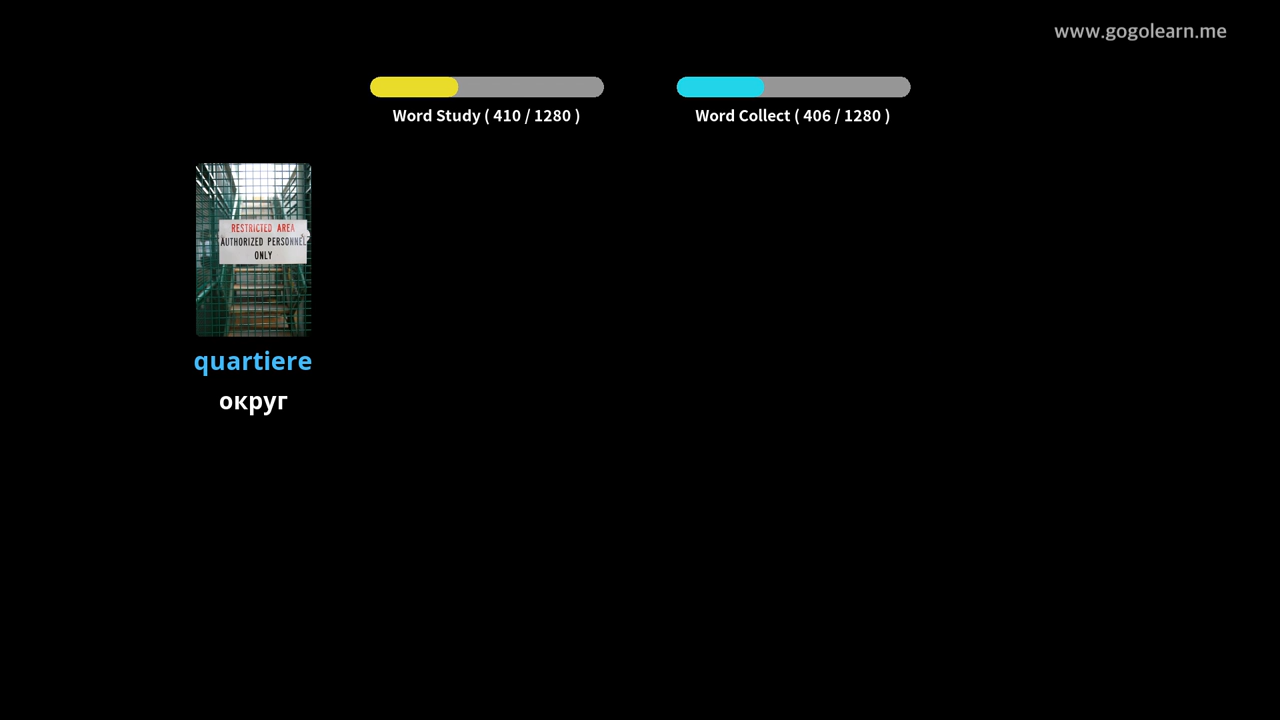 www.gogolearn.me
Word Study ( 410 / 1280 )
Word Collect ( 406 / 1280 )
RESTRICTED AREA
AUTHORIZED PERSONNEL
ONLY
quartiere
округ